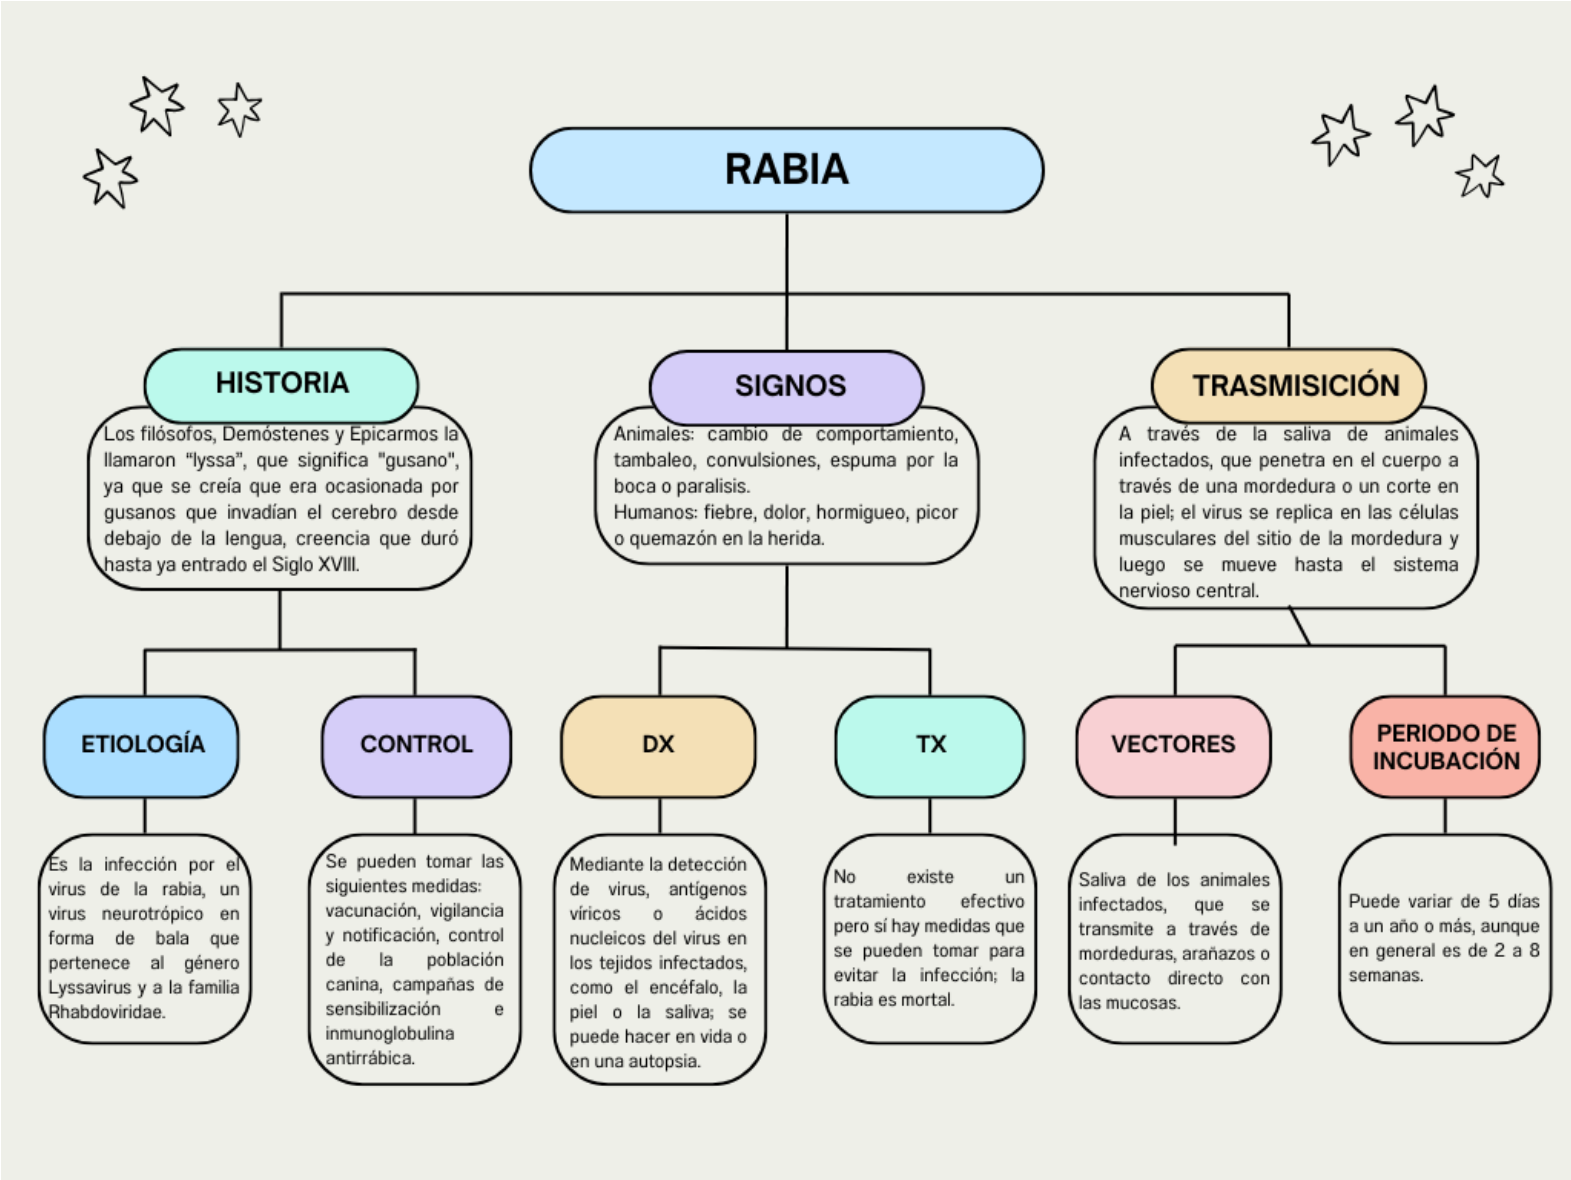 RABIA
HISTORIA
Los filósofos, Demóstenes y Epicarmos la
llamaron “lyssa”, que significa "gusano",
ya que se creía que era ocasionada por
gusanos que invadían el cerebro desde
debajo de la lengua, creencia que duró
hasta ya entrado el Siglo XVIII.
SIGNOS
Animales: cambio de comportamiento,
tambaleo, convulsiones, espuma por la
boca o paralisis.
Humanos: fiebre, dolor, hormigueo, picor
o quemazón en la herida.
TRASMISICIÓN
A través de la saliva de animales
infectados, que penetra en el cuerpo a
través de una mordedura o un corte en
la piel; el virus se replica en las células
musculares del sitio de la mordedura y
luego se mueve hasta el sistema
nervioso central.
ETIOLOGÍA
Es la infección por el
virus de la rabia, un
virus neurotrópico en
forma de bala que
pertenece al género
Lyssavirus y a la familia
Rhabdoviridae.
CONTROL
Se pueden tomar las
siguientes medidas:
vacunación, vigilancia
y notificación, control
de la población
canina, campañas de
sensibilización e
inmunoglobulina
antirrábica.
DX
Mediante la detección
de virus, antígenos
víricos o ácidos
nucleicos del virus en
los tejidos infectados,
como el encéfalo, la
piel o la saliva; se
puede hacer en vida o
en una autopsia.
TX
No existe un
tratamiento efectivo
pero sí hay medidas que
se pueden tomar para
evitar la infección; la
rabia es mortal.
VECTORES
Saliva de los animales
infectados, que se
transmite a través de
mordeduras, arañazos o
contacto directo con
las mucosas.
PERIODO DE
INCUBACIÓN
Puede variar de 5 días
a un año o más, aunque
en general es de 2 a 8
semanas.